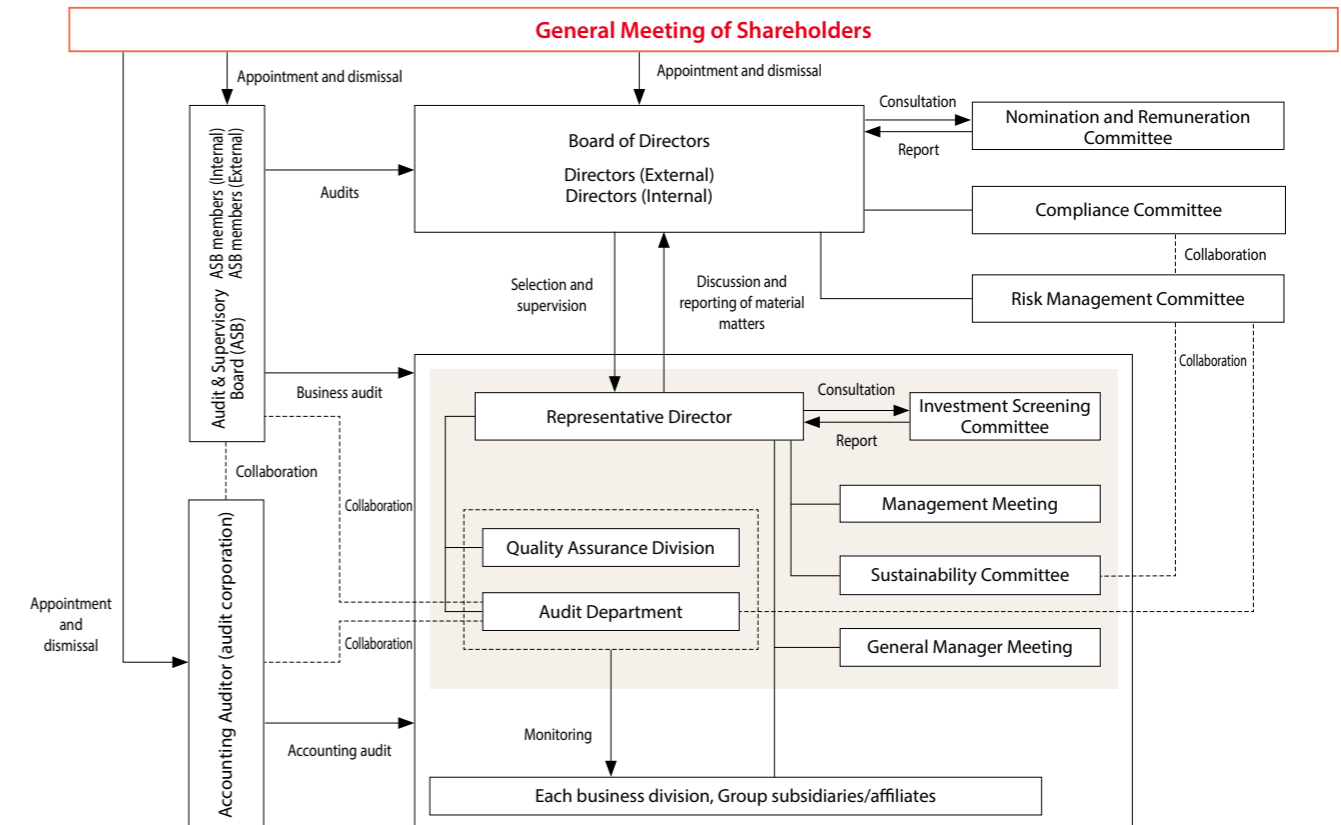 General Meeting of Shareholders
Appointment and dismissal
Appointment and dismissal
Audit & Supervisory
Board (ASB)
ASB members (Internal)
ASB members (External)
Audits
Board of Directors
Directors (External)
Directors (Internal)
Consultation
Report
Nomination and Remuneration
Committee
Compliance Committee
Collaboration
Risk Management Committee
Selection and
supervision
Discussion and
reporting of material
matters
Collaboration
Business audit
Representative Director
Consultation
Report
Investment Screening
Committee
Collaboration
Collaboration
Management Meeting
Quality Assurance Division
Sustainability Committee
Audit Department
Appointment
and
dismissal
Accounting Auditor (audit corporation)
Collaboration
General Manager Meeting
Monitoring
Accounting audit
Each business division, Group subsidiaries/affiliates